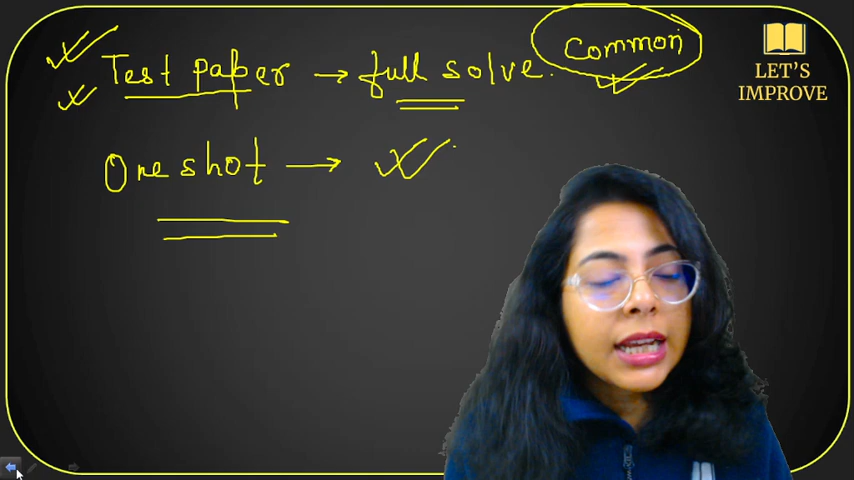 Test paper → full solve. Common
One shot →
LET'S
IMPROVE